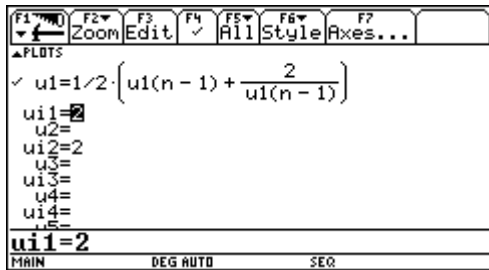 F1 F2 Zoom F3 Edit F4 ✓ F5 All F6 Style F7 Axes...
▲PLOTS
✓ u1=1/2·(u1(n - 1) + 2/u1(n - 1))
ui1=2
u2=
ui2=2
u3=
ui3=
u4=
ui4=
u5=
ui1=2
MAIN DEG AUTO SEQ